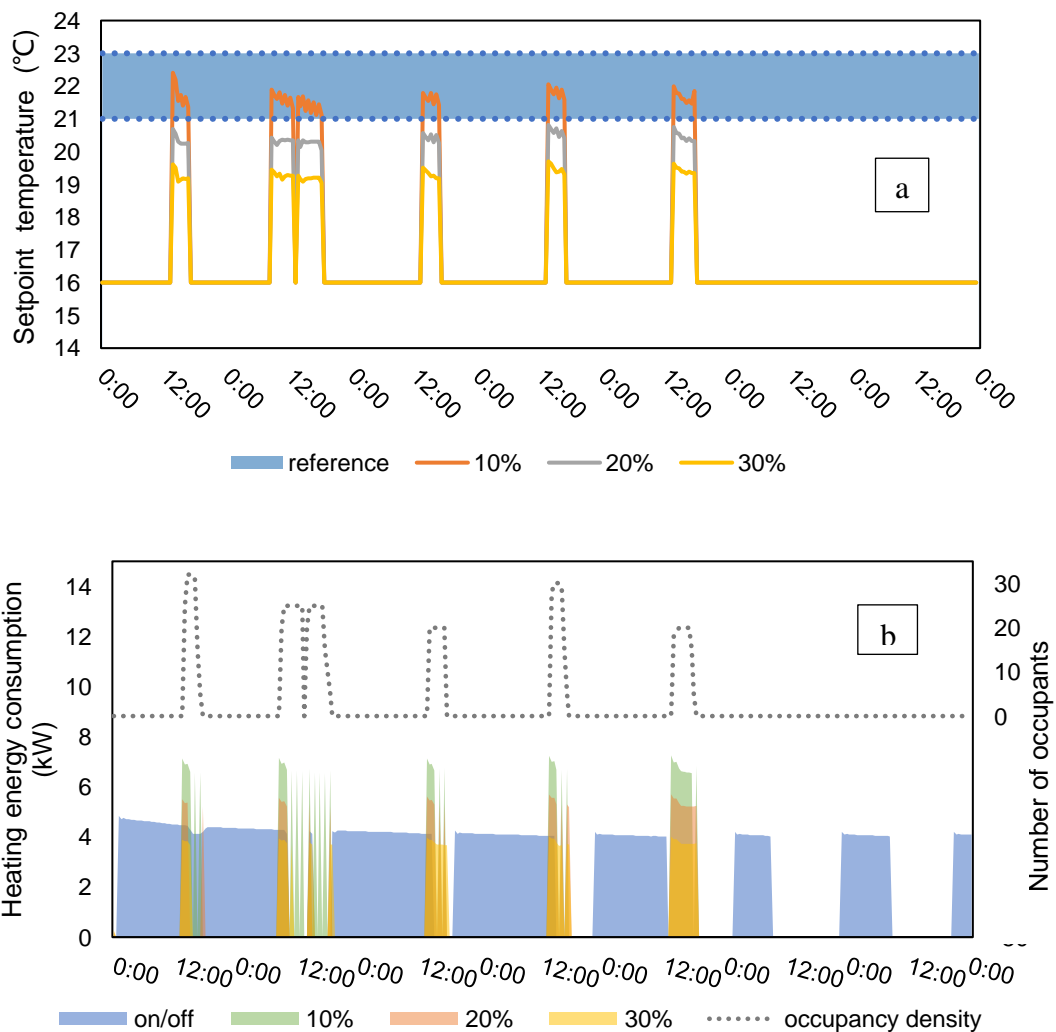 24
23
22
21
20
19
18
17
16
15
14
Setpoint temperature (℃)
a
0:00 12:00 0:00 12:00 0:00 12:00 0:00 12:00 0:00 12:00 0:00 12:00 0:00 12:00 0:00
reference 10% 20% 30%
14
12
10
8
6
4
2
0
Heating energy consumption
(kW)
b
30
20
10
0
Number of occupants
0:00 12:00 0:00 12:00 0:00 12:00 0:00 12:00 0:00 12:00 0:00 12:00 0:00 12:00 0:00
on/off 10% 20% 30% occupancy density